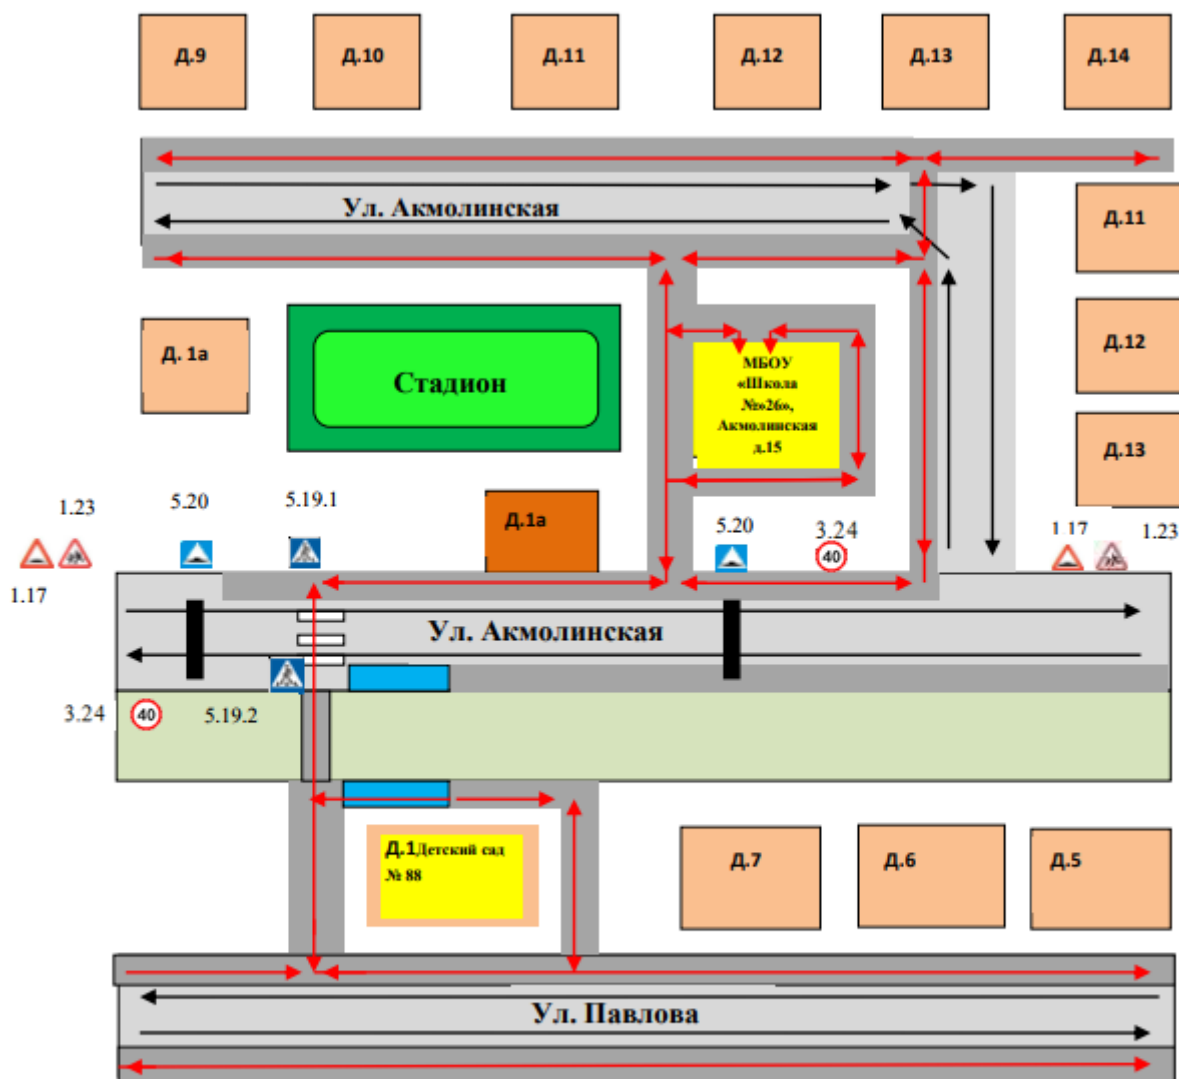 Д.9
Д.10
Д.11
Д.12
Д.13
Д.14
Ул. Акмолинская
Д.11
Д. 1а
Стадион
МБОУ
«Школа
№»26»,
Акмолинская
д.15
Д.12
Д.13
1.23
5.20
5.19.1
Д.1а
5.20
3.24
40
1.17
1.23
1.17
Ул. Акмолинская
3.24
40
5.19.2
Д.1Детский сад
№ 88
Д.7
Д.6
Д.5
Ул. Павлова